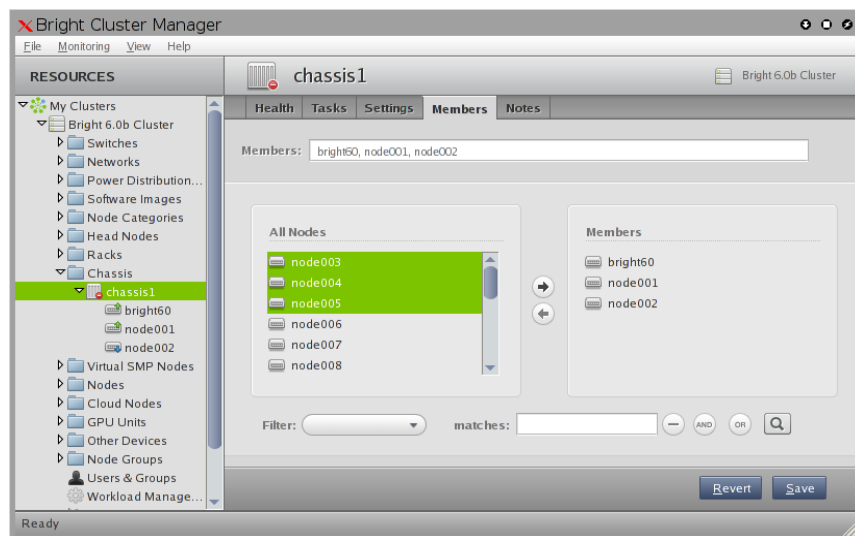 Bright Cluster Manager
File Monitoring View Help
RESOURCES
chassis1
Bright 6.0b Cluster
My Clusters
Bright 6.0b Cluster
Switches
Networks
Power Distribution...
Software Images
Node Categories
Head Nodes
Racks
Chassis
chassis1
bright60
node001
node002
Virtual SMP Nodes
Nodes
Cloud Nodes
GPU Units
Other Devices
Node Groups
Users & Groups
Workload Manage...
Health Tasks Settings Members Notes
Members: bright60, node001, node002
All Nodes
node003
node004
node005
node006
node007
node008
Members
bright60
node001
node002
Filter: matches: AND OR
Revert Save
Ready